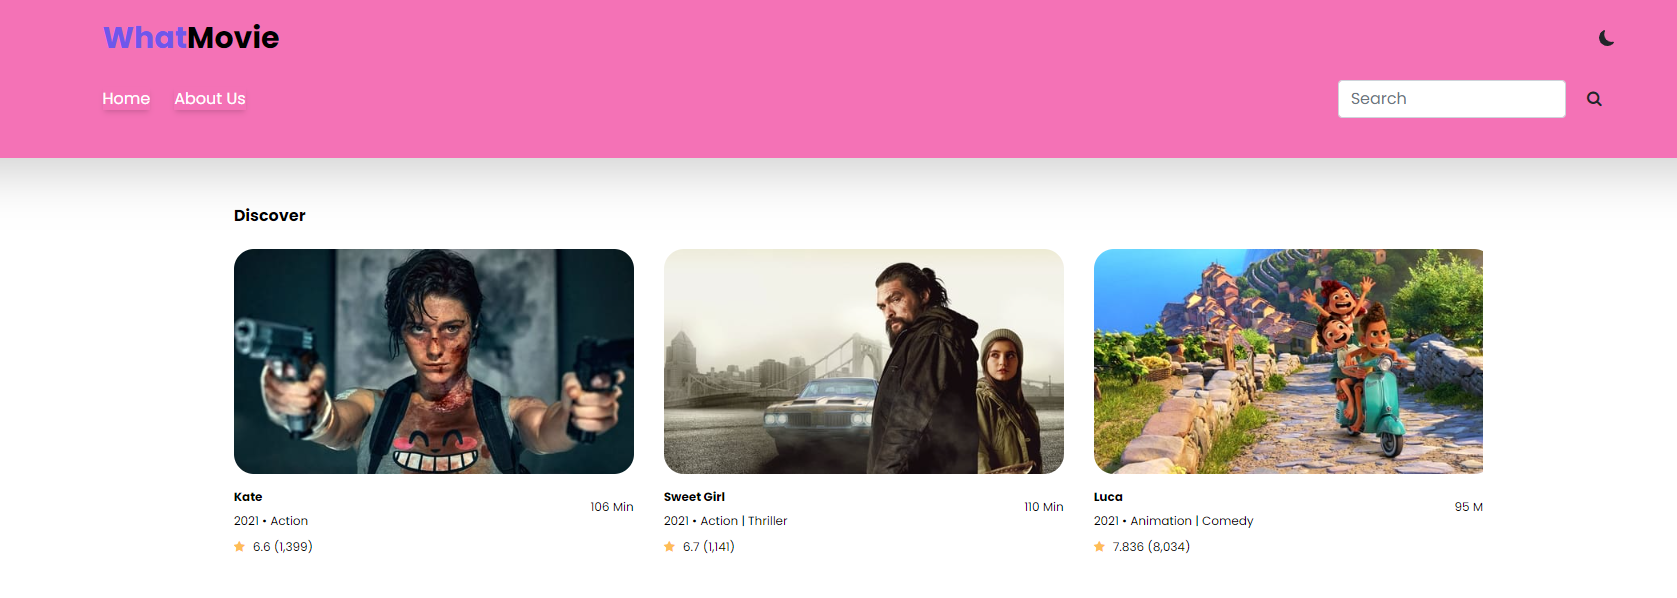 WhatMovie
Home About Us
Search
Discover
Kate
106 Min
2021 • Action
6.6 (1,399)
Sweet Girl
110 Min
2021 • Action | Thriller
6.7 (1,141)
Luca
95 M
2021 • Animation | Comedy
7.836 (8,034)